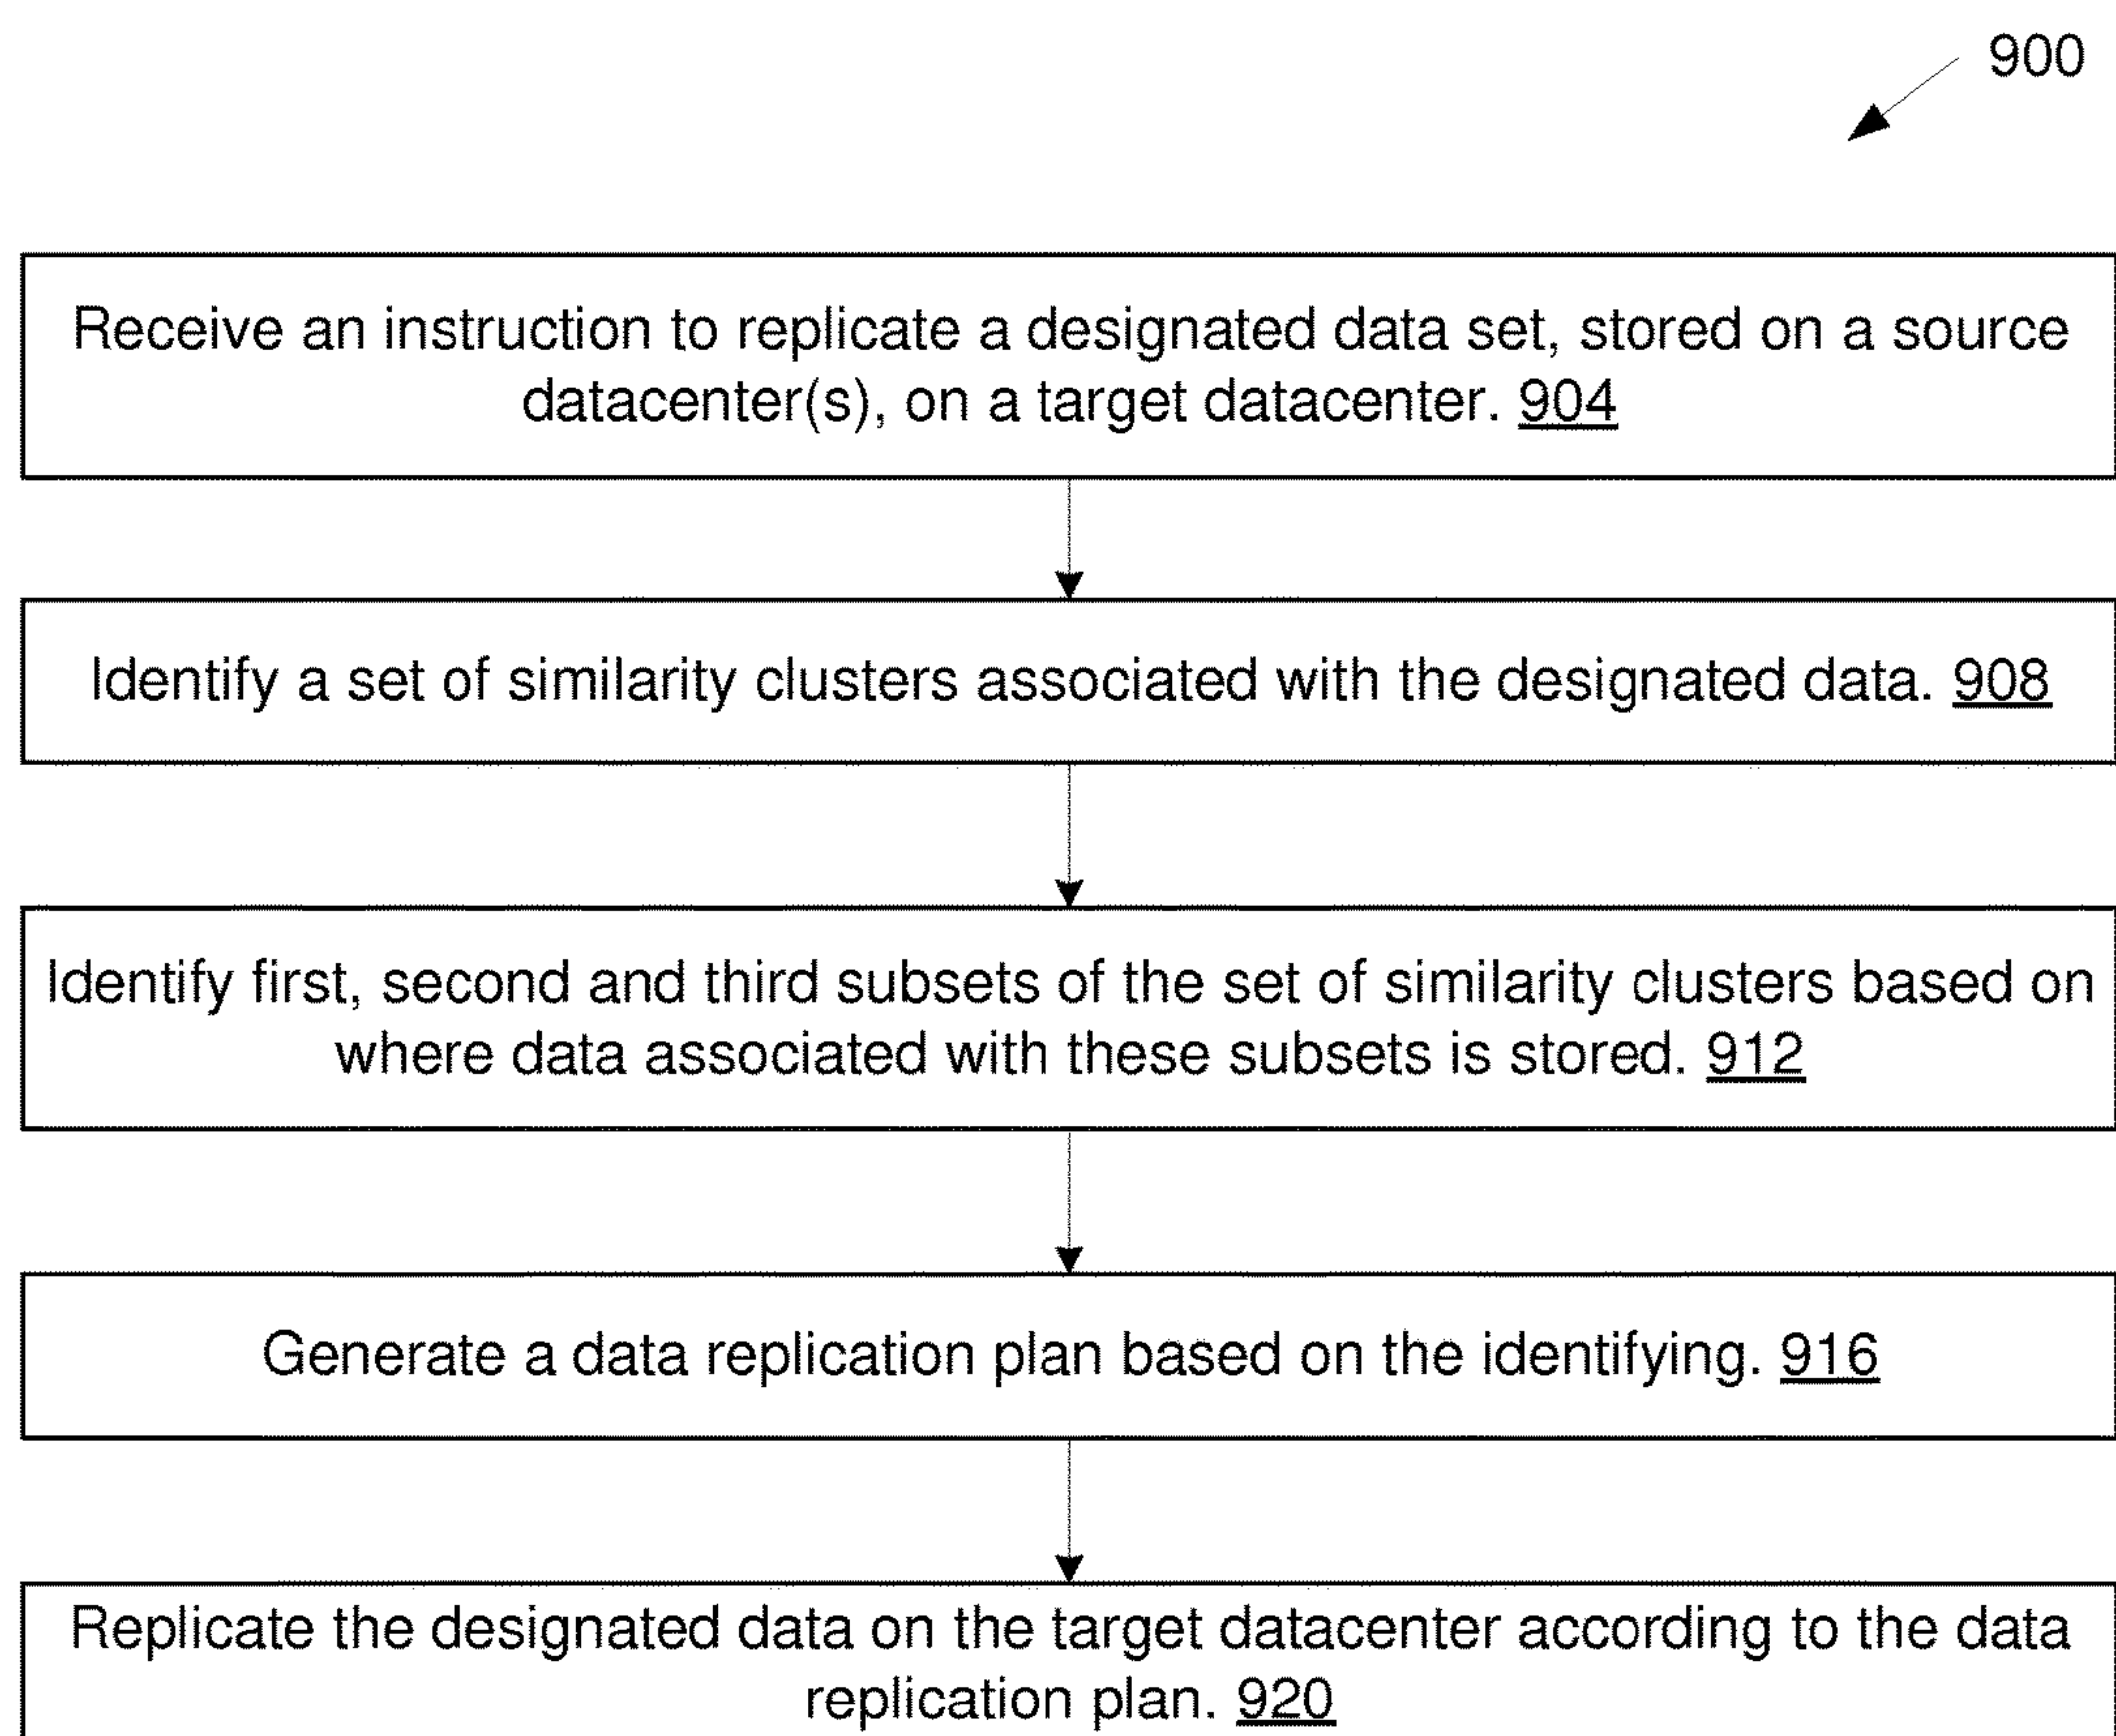 900
Receive an instruction to replicate a designated data set, stored on a source
datacenter(s), on a target datacenter. 904
Identify a set of similarity clusters associated with the designated data. 908
Identify first, second and third subsets of the set of similarity clusters based on
where data associated with these subsets is stored. 912
Generate a data replication plan based on the identifying. 916
Replicate the designated data on the target datacenter according to the data
replication plan. 920